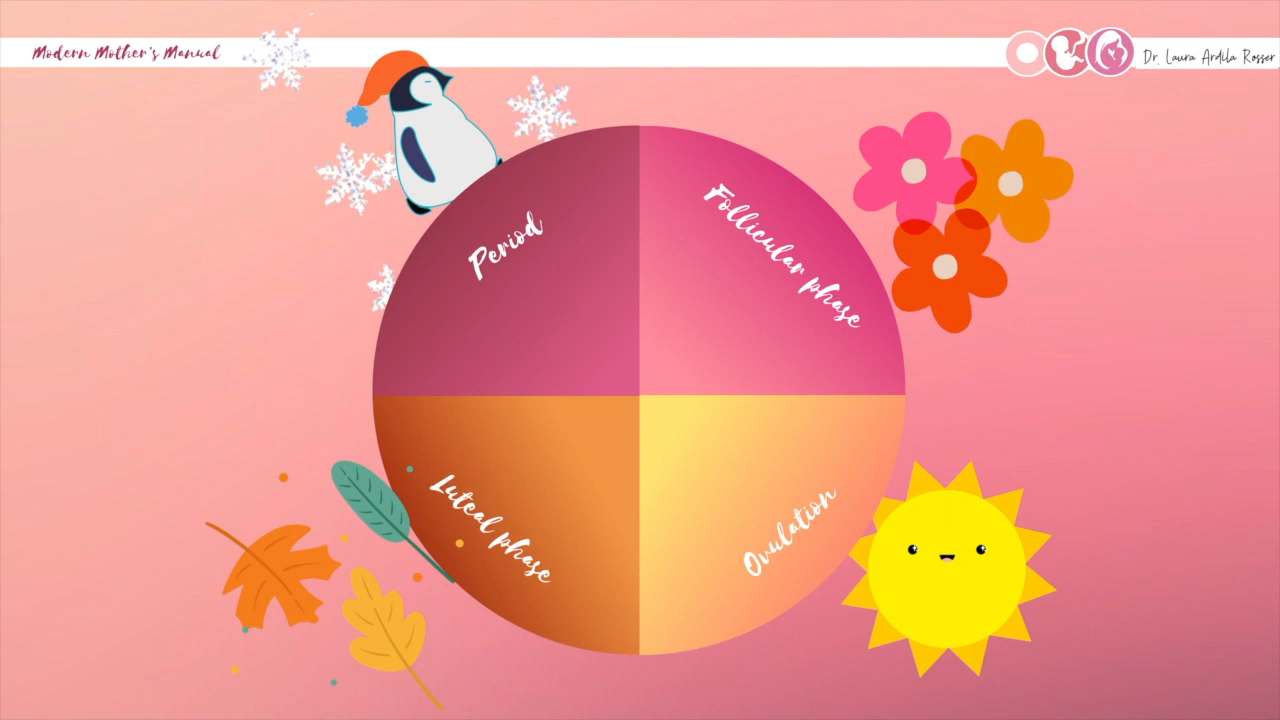 Modern Mother's Manual
Dr. Laura Ardila Rosser
Period
Follicular phase
Luteal phase
Ovulation